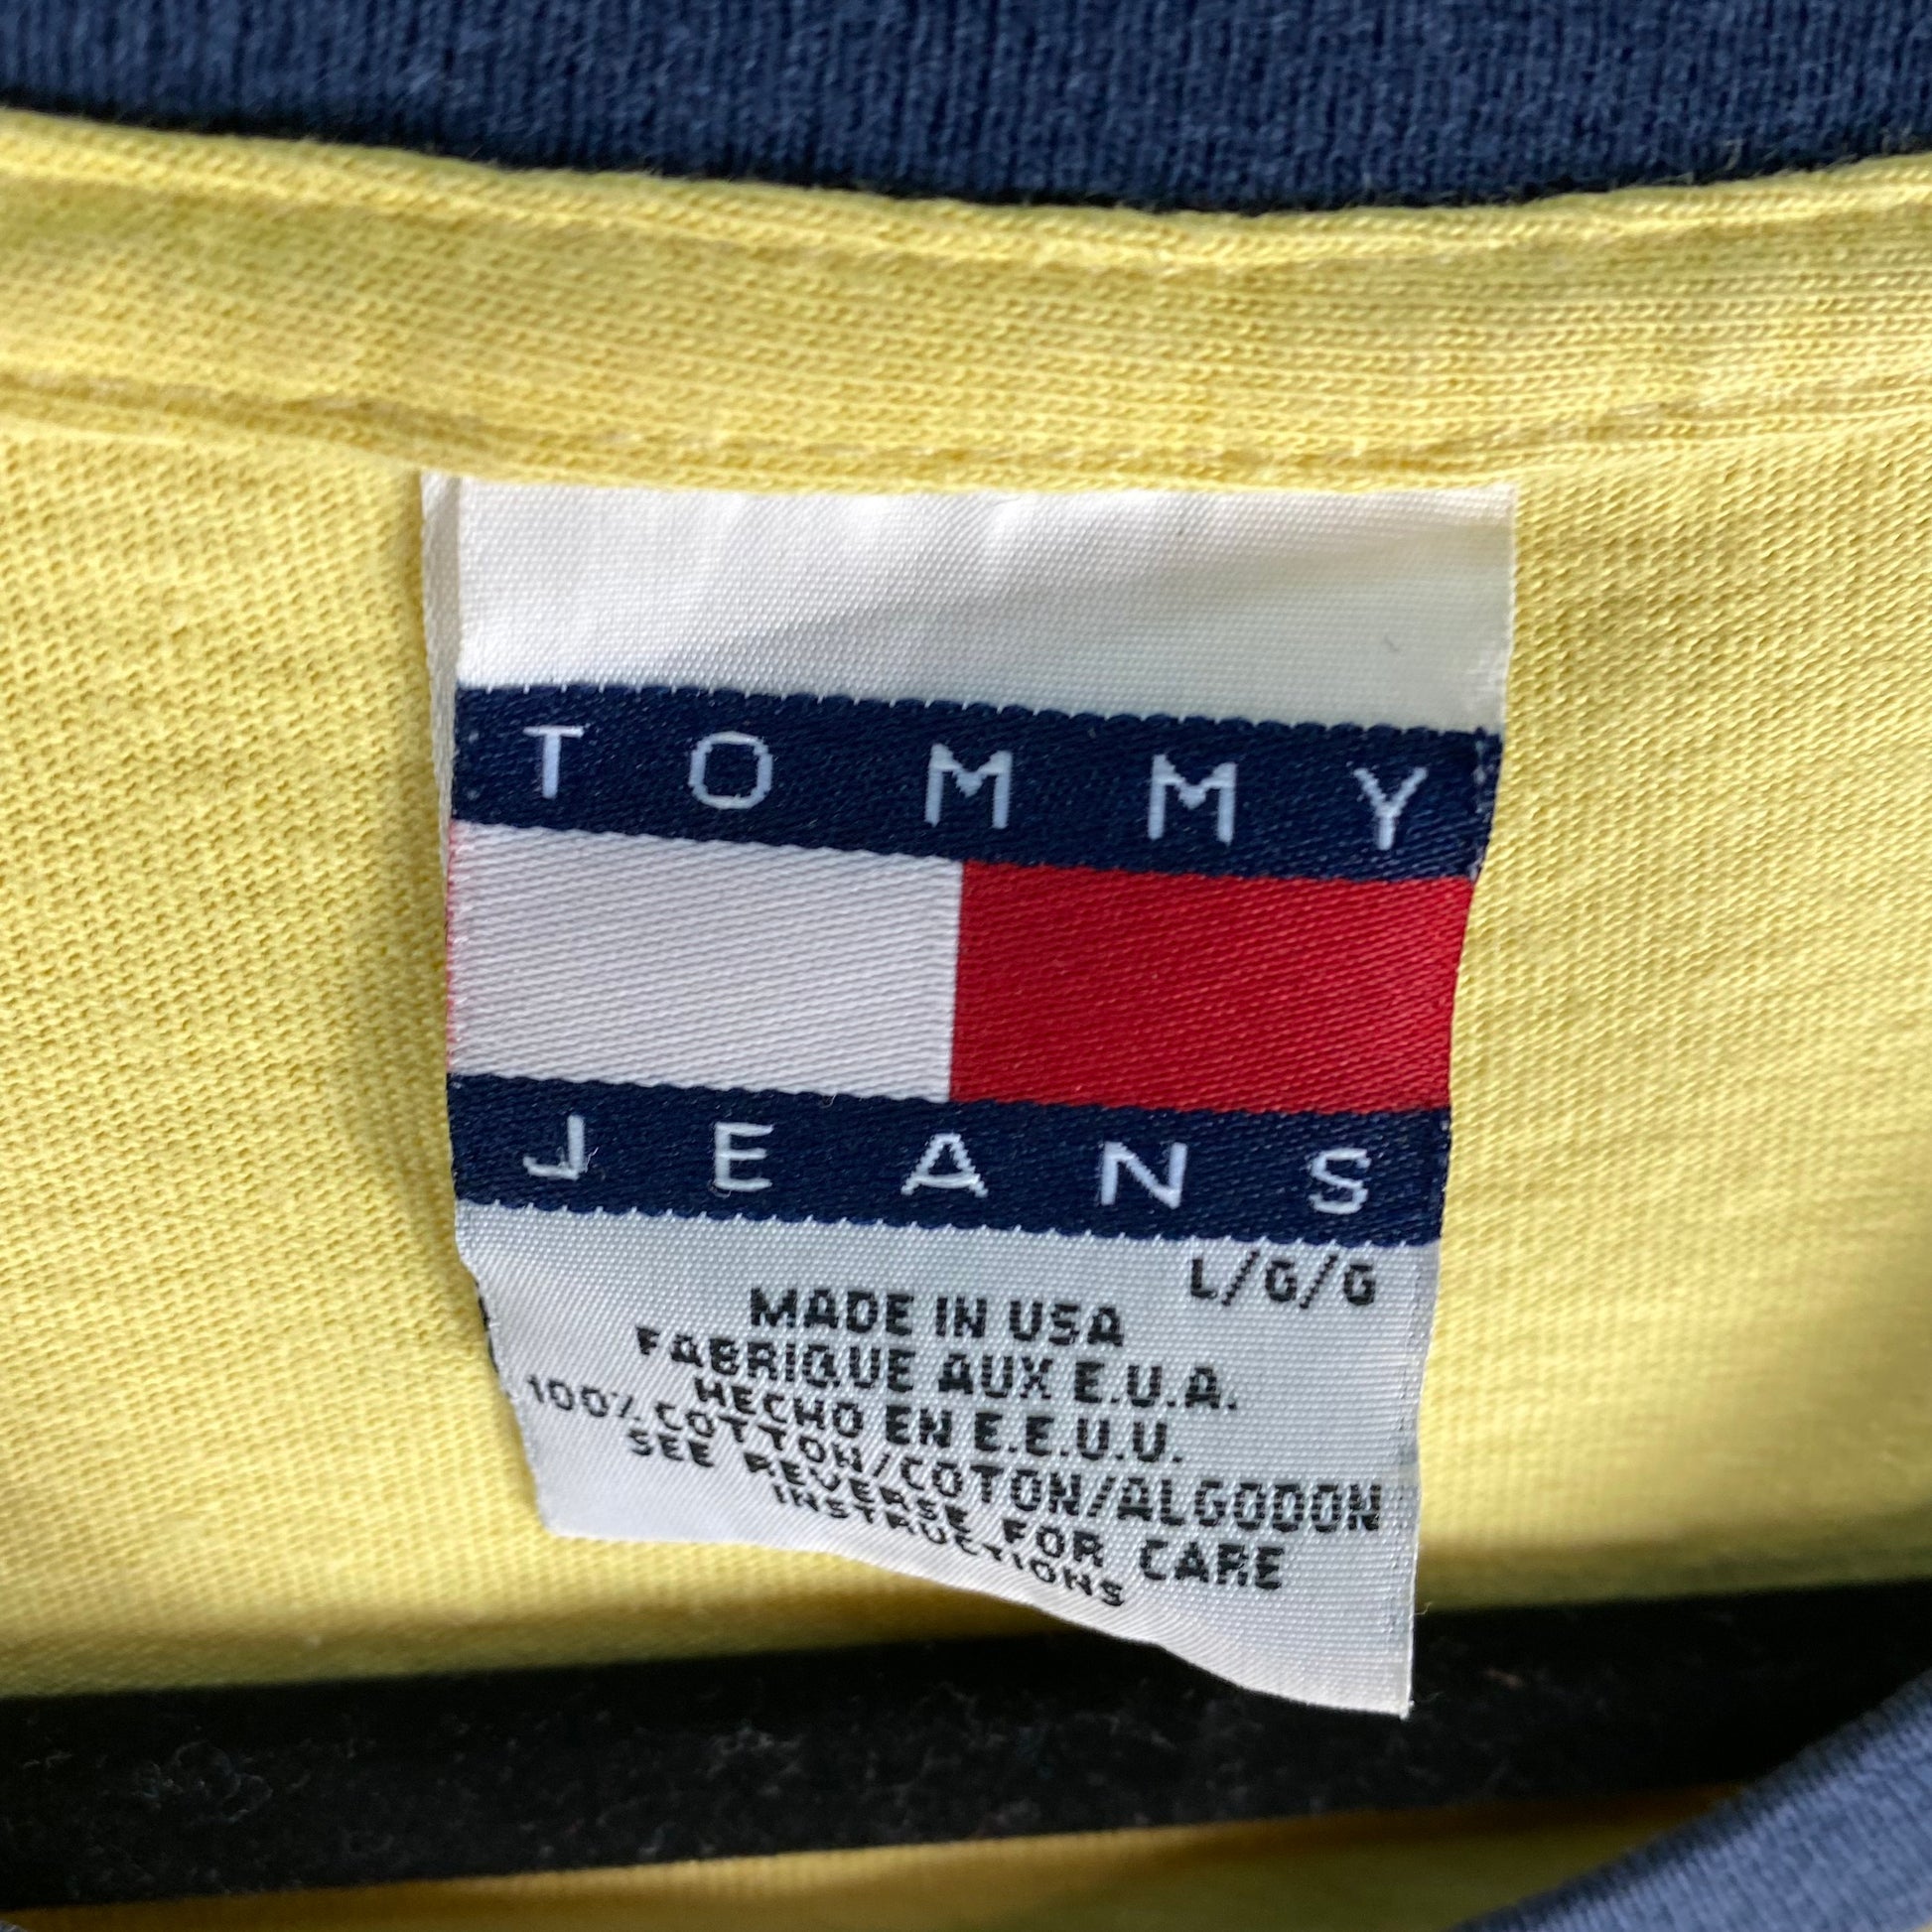 TOMMY
JEANS
L/G/G
MADE IN USA
FABRIQUE AUX E.U.A.
HECHO EN E.E.U.U.
100% COTTON/COTON/ALGODON
SEE REVERSE FOR CARE
INSTRUCTIONS